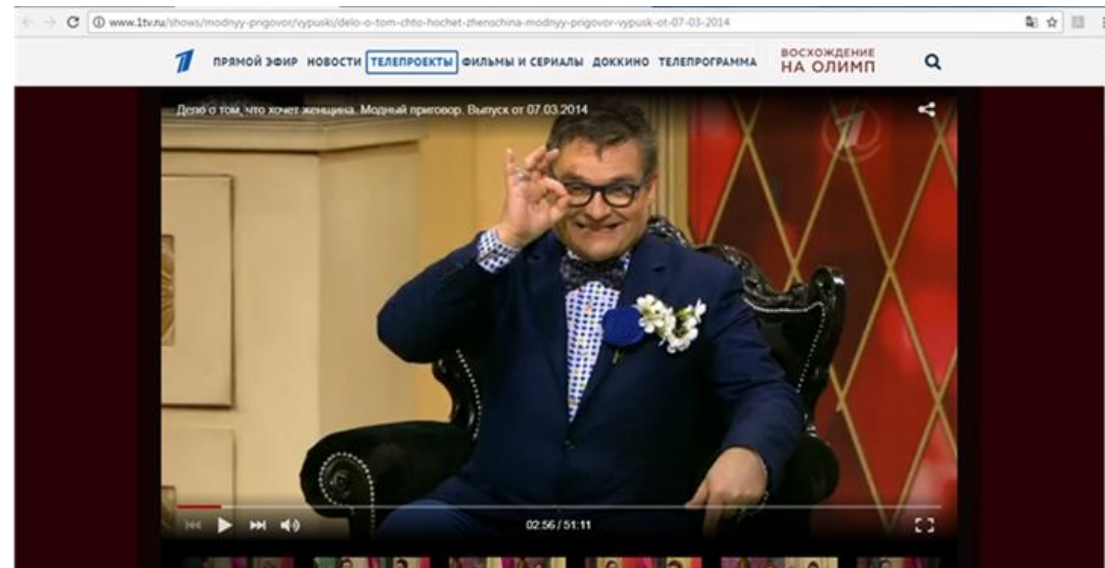 www.1tv.ru/shows/modnyy-prigovor/vypuski/delo-o-tom-chto-hochet-zhenschina-modnyy-prigovor-vypusk-ot-07-03-2014
1 ПРЯМОЙ ЭФИР НОВОСТИ ТЕЛЕПРОЕКТЫ ФИЛЬМЫ И СЕРИАЛЫ ДОККИНО ТЕЛЕПРОГРАММА
ВОСХОЖДЕНИЕ
НА ОЛИМП
Дело о том, что хочет женщина. Модный приговор. Выпуск от 07.03.2014
1
02:56 / 51:11